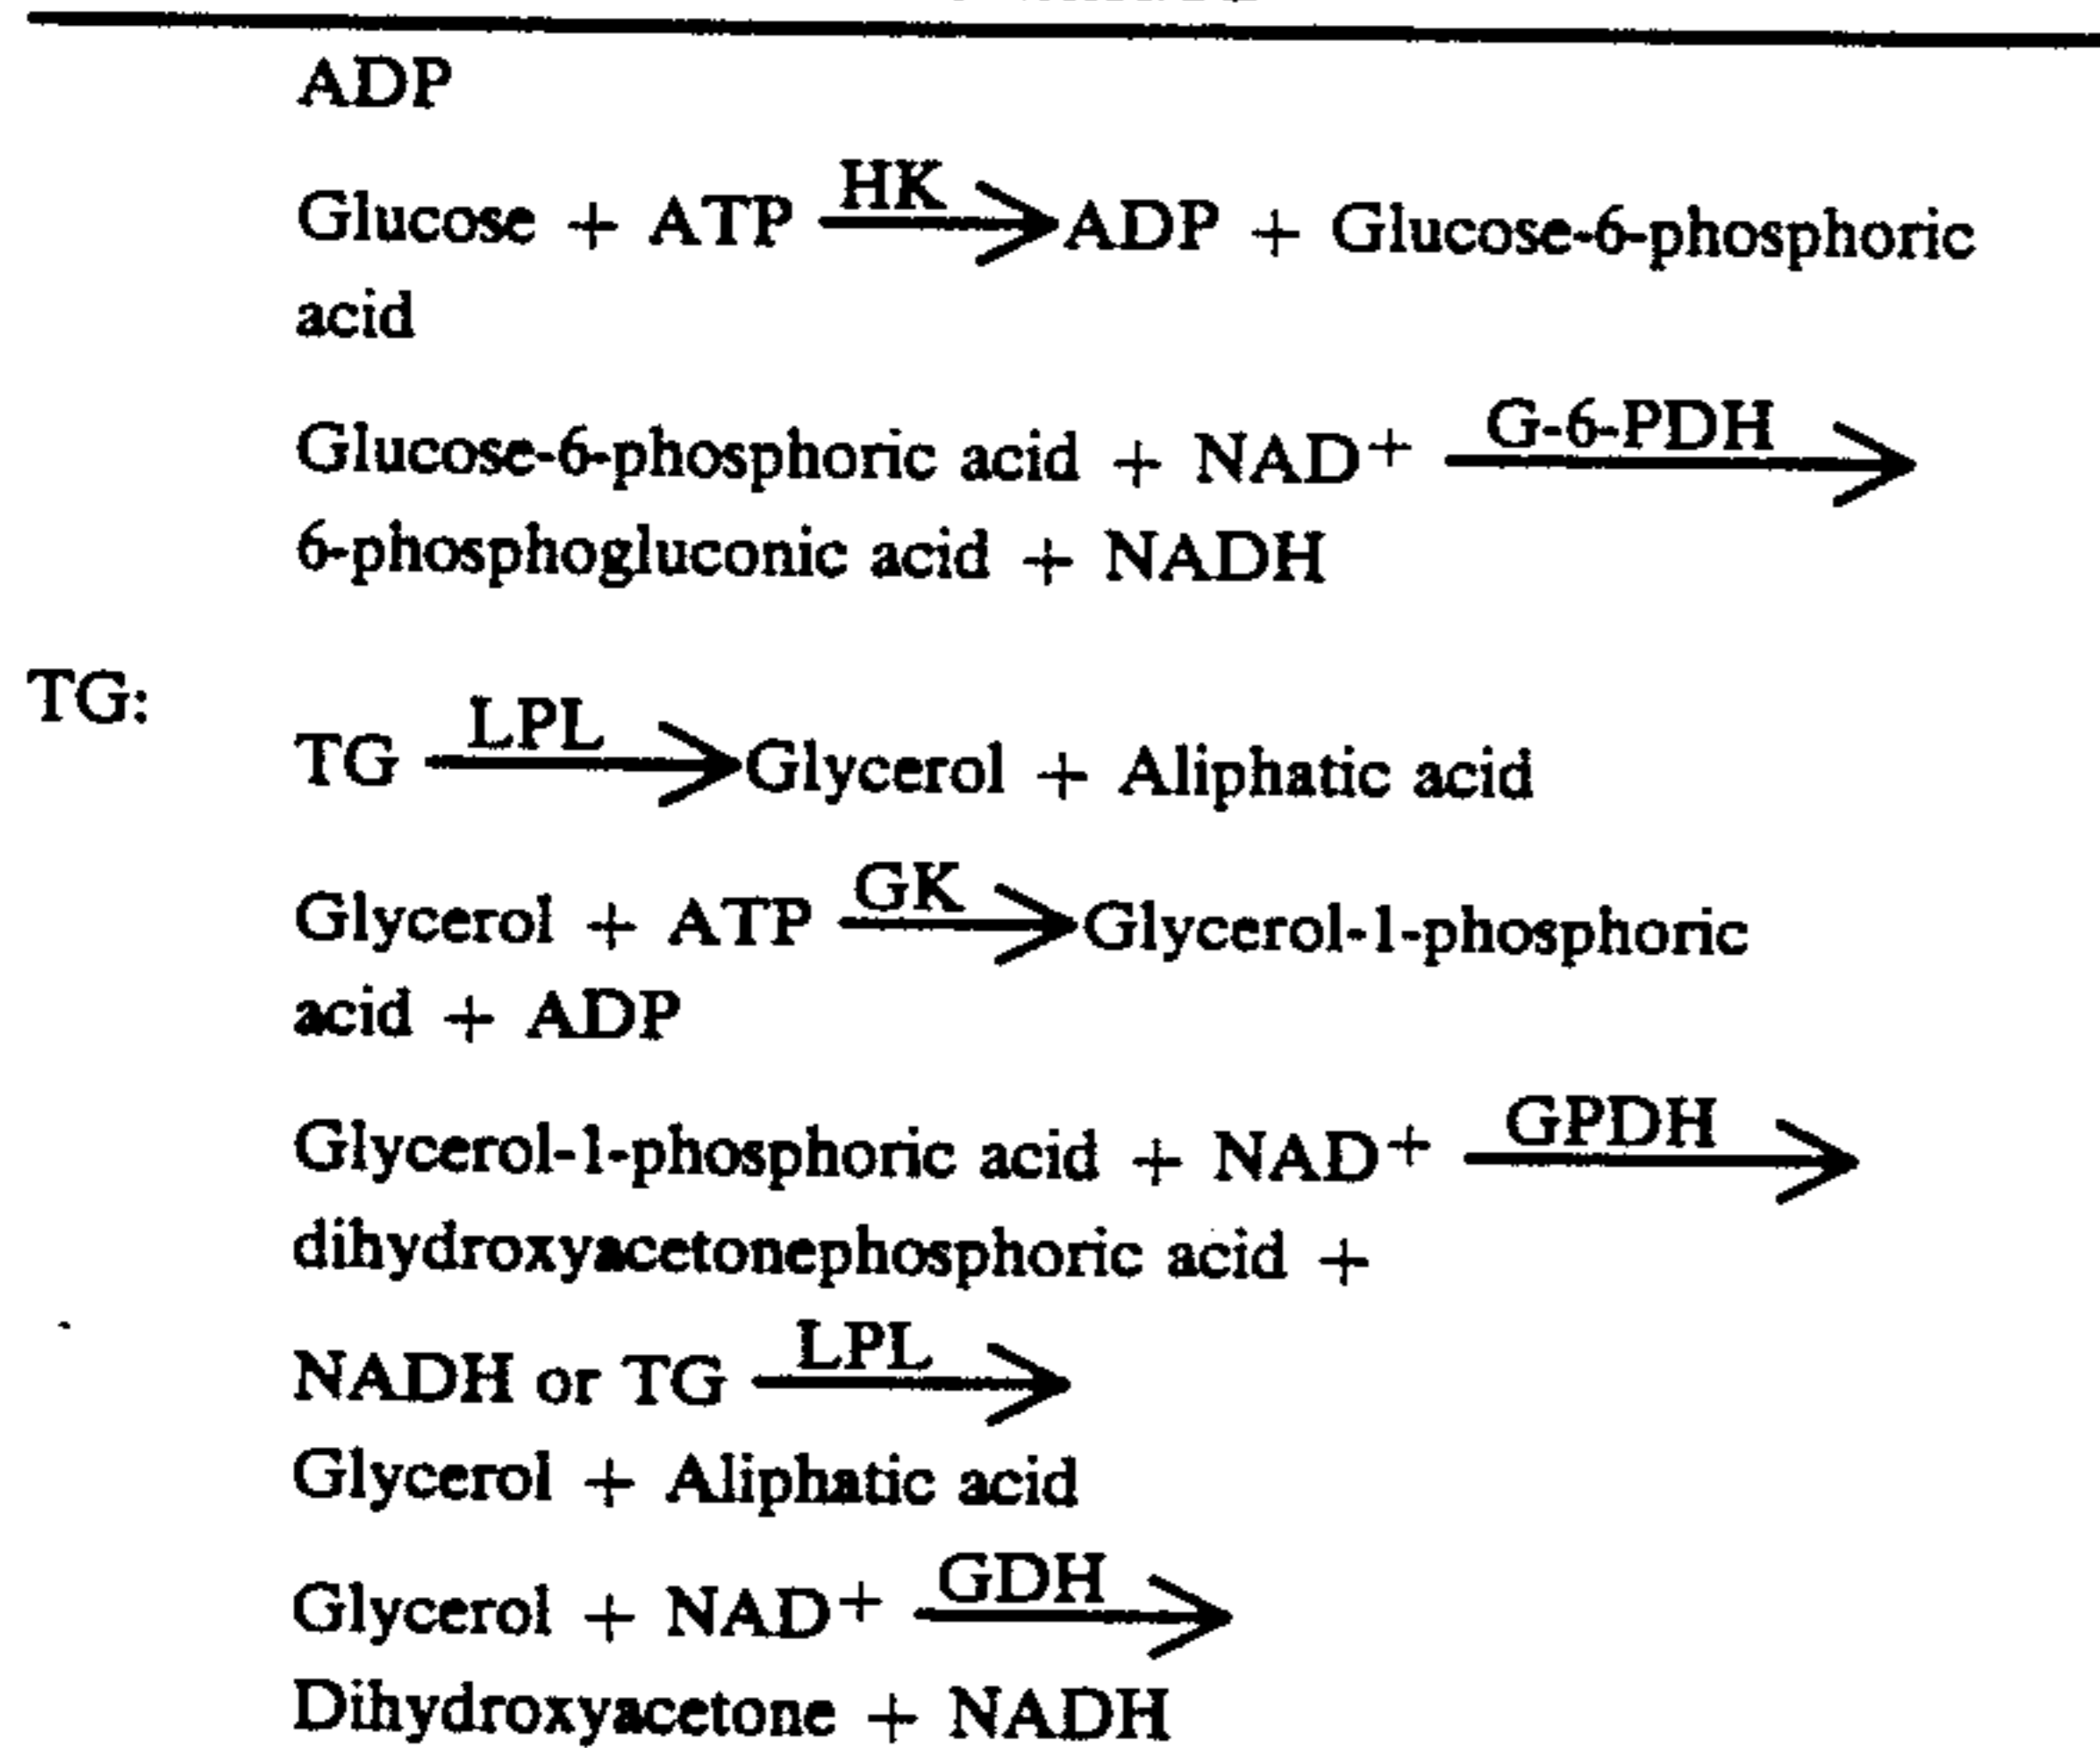 ADP
Glucose + ATP HK → ADP + Glucose-6-phosphoric
acid
Glucose-6-phosphoric acid + NAD+ G-6-PDH →
6-phosphogluconic acid + NADH
TG:
TG LPL → Glycerol + Aliphatic acid
Glycerol + ATP GK → Glycerol-1-phosphoric
acid + ADP
Glycerol-1-phosphoric acid + NAD+ GPDH →
dihydroxyacetonephosphoric acid +
NADH or TG LPL →
Glycerol + Aliphatic acid
Glycerol + NAD+ GDH →
Dihydroxyacetone + NADH